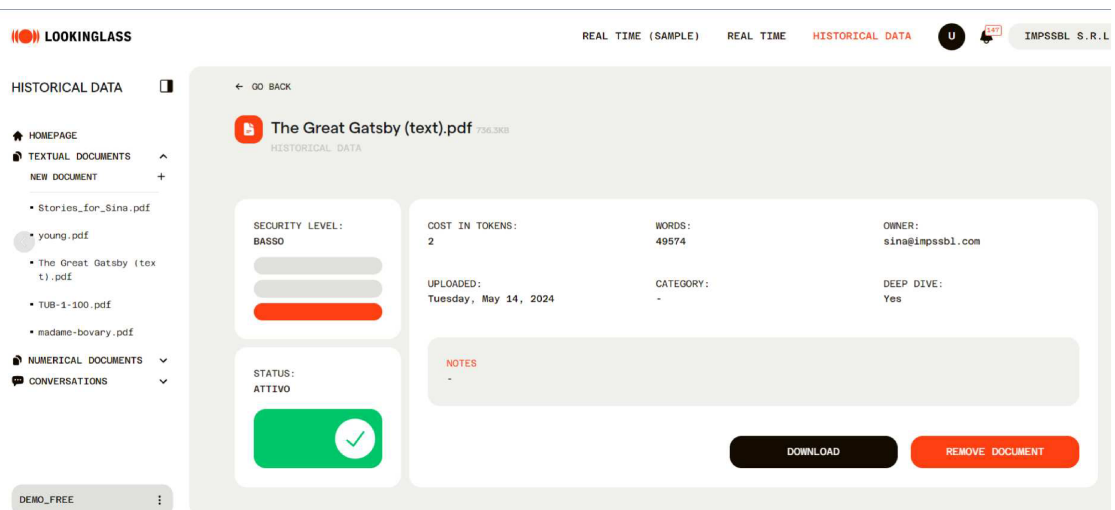 LOOKINGLASS
REAL TIME (SAMPLE)
REAL TIME
HISTORICAL DATA
U
147
IMPSSBL S.R.L
HISTORICAL DATA
HOMEPAGE
TEXTUAL DOCUMENTS
NEW DOCUMENT +
Stories_for_Sina.pdf
young.pdf
The Great Gatsby (tex
t).pdf
TUB-1-100.pdf
madame-bovary.pdf
NUMERICAL DOCUMENTS
CONVERSATIONS
DEMO_FREE
← GO BACK
The Great Gatsby (text).pdf 736.3KB
HISTORICAL DATA
SECURITY LEVEL:
BASSO
STATUS:
ATTIVO
COST IN TOKENS:
2
WORDS:
49574
OWNER:
sina@impssbl.com
UPLOADED:
Tuesday, May 14, 2024
CATEGORY:
-
DEEP DIVE:
Yes
NOTES
-
DOWNLOAD
REMOVE DOCUMENT